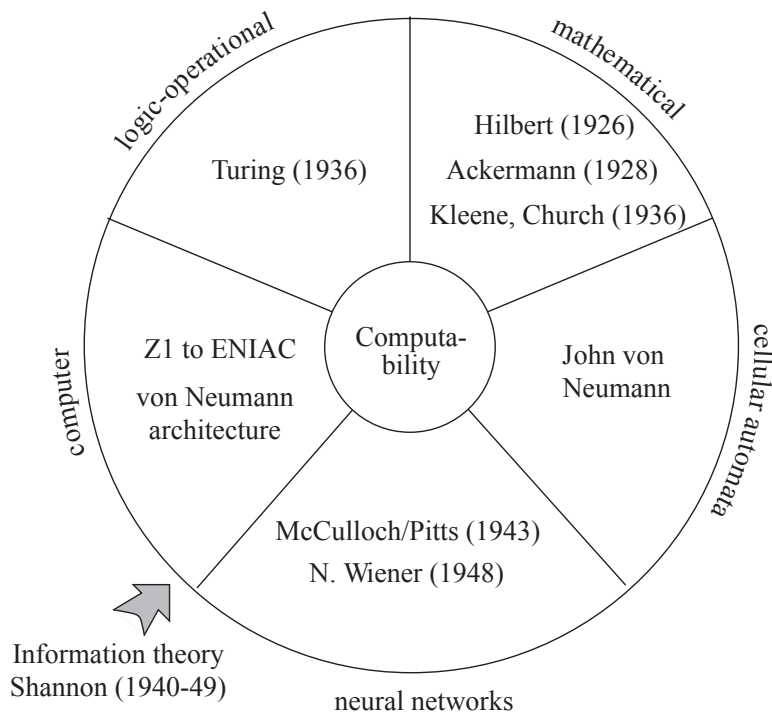 logic-operational
mathematical
Hilbert (1926)
Turing (1936)
Ackermann (1928)
Kleene, Church (1936)
Computa-
bility
Z1 to ENIAC
von Neumann
architecture
John von
Neumann
computer
cellular automata
McCulloch/Pitts (1943)
N. Wiener (1948)
Information theory
Shannon (1940-49)
neural networks